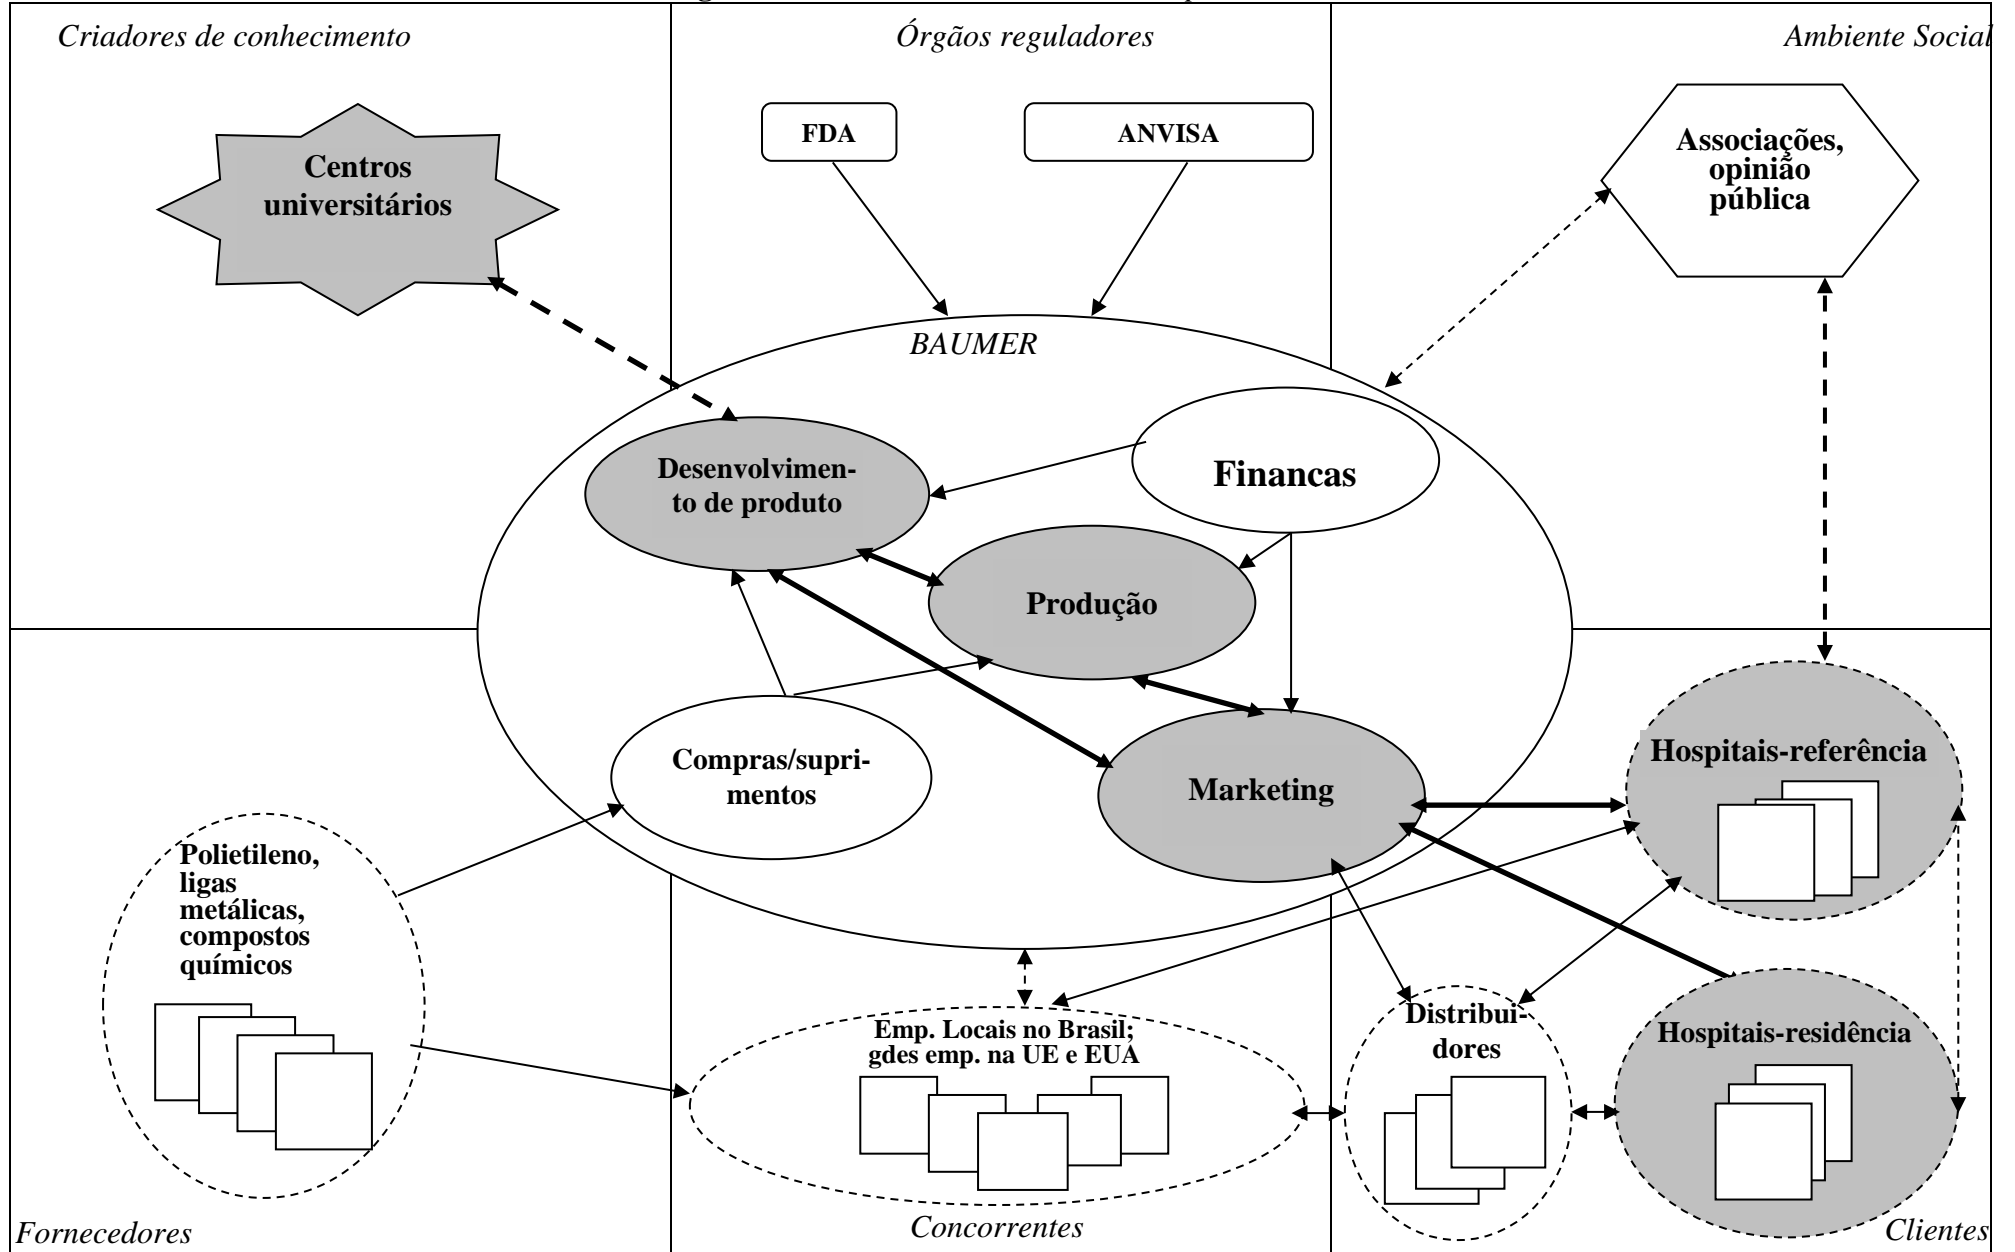 Criadores de conhecimento
Órgãos reguladores
Ambiente Social
FDA
ANVISA
Associações,
opinião
pública
Centros
universitários
BAUMER
Desenvolvimen-
to de produto
Financas
Produção
Compras/supri-
mentos
Marketing
Hospitais-referência
Polietileno,
ligas
metálicas,
compostos
químicos
Emp. Locais no Brasil;
gdes emp. na UE e EUA
Distribui-
dores
Hospitais-residência
Fornecedores
Concorrentes
Clientes